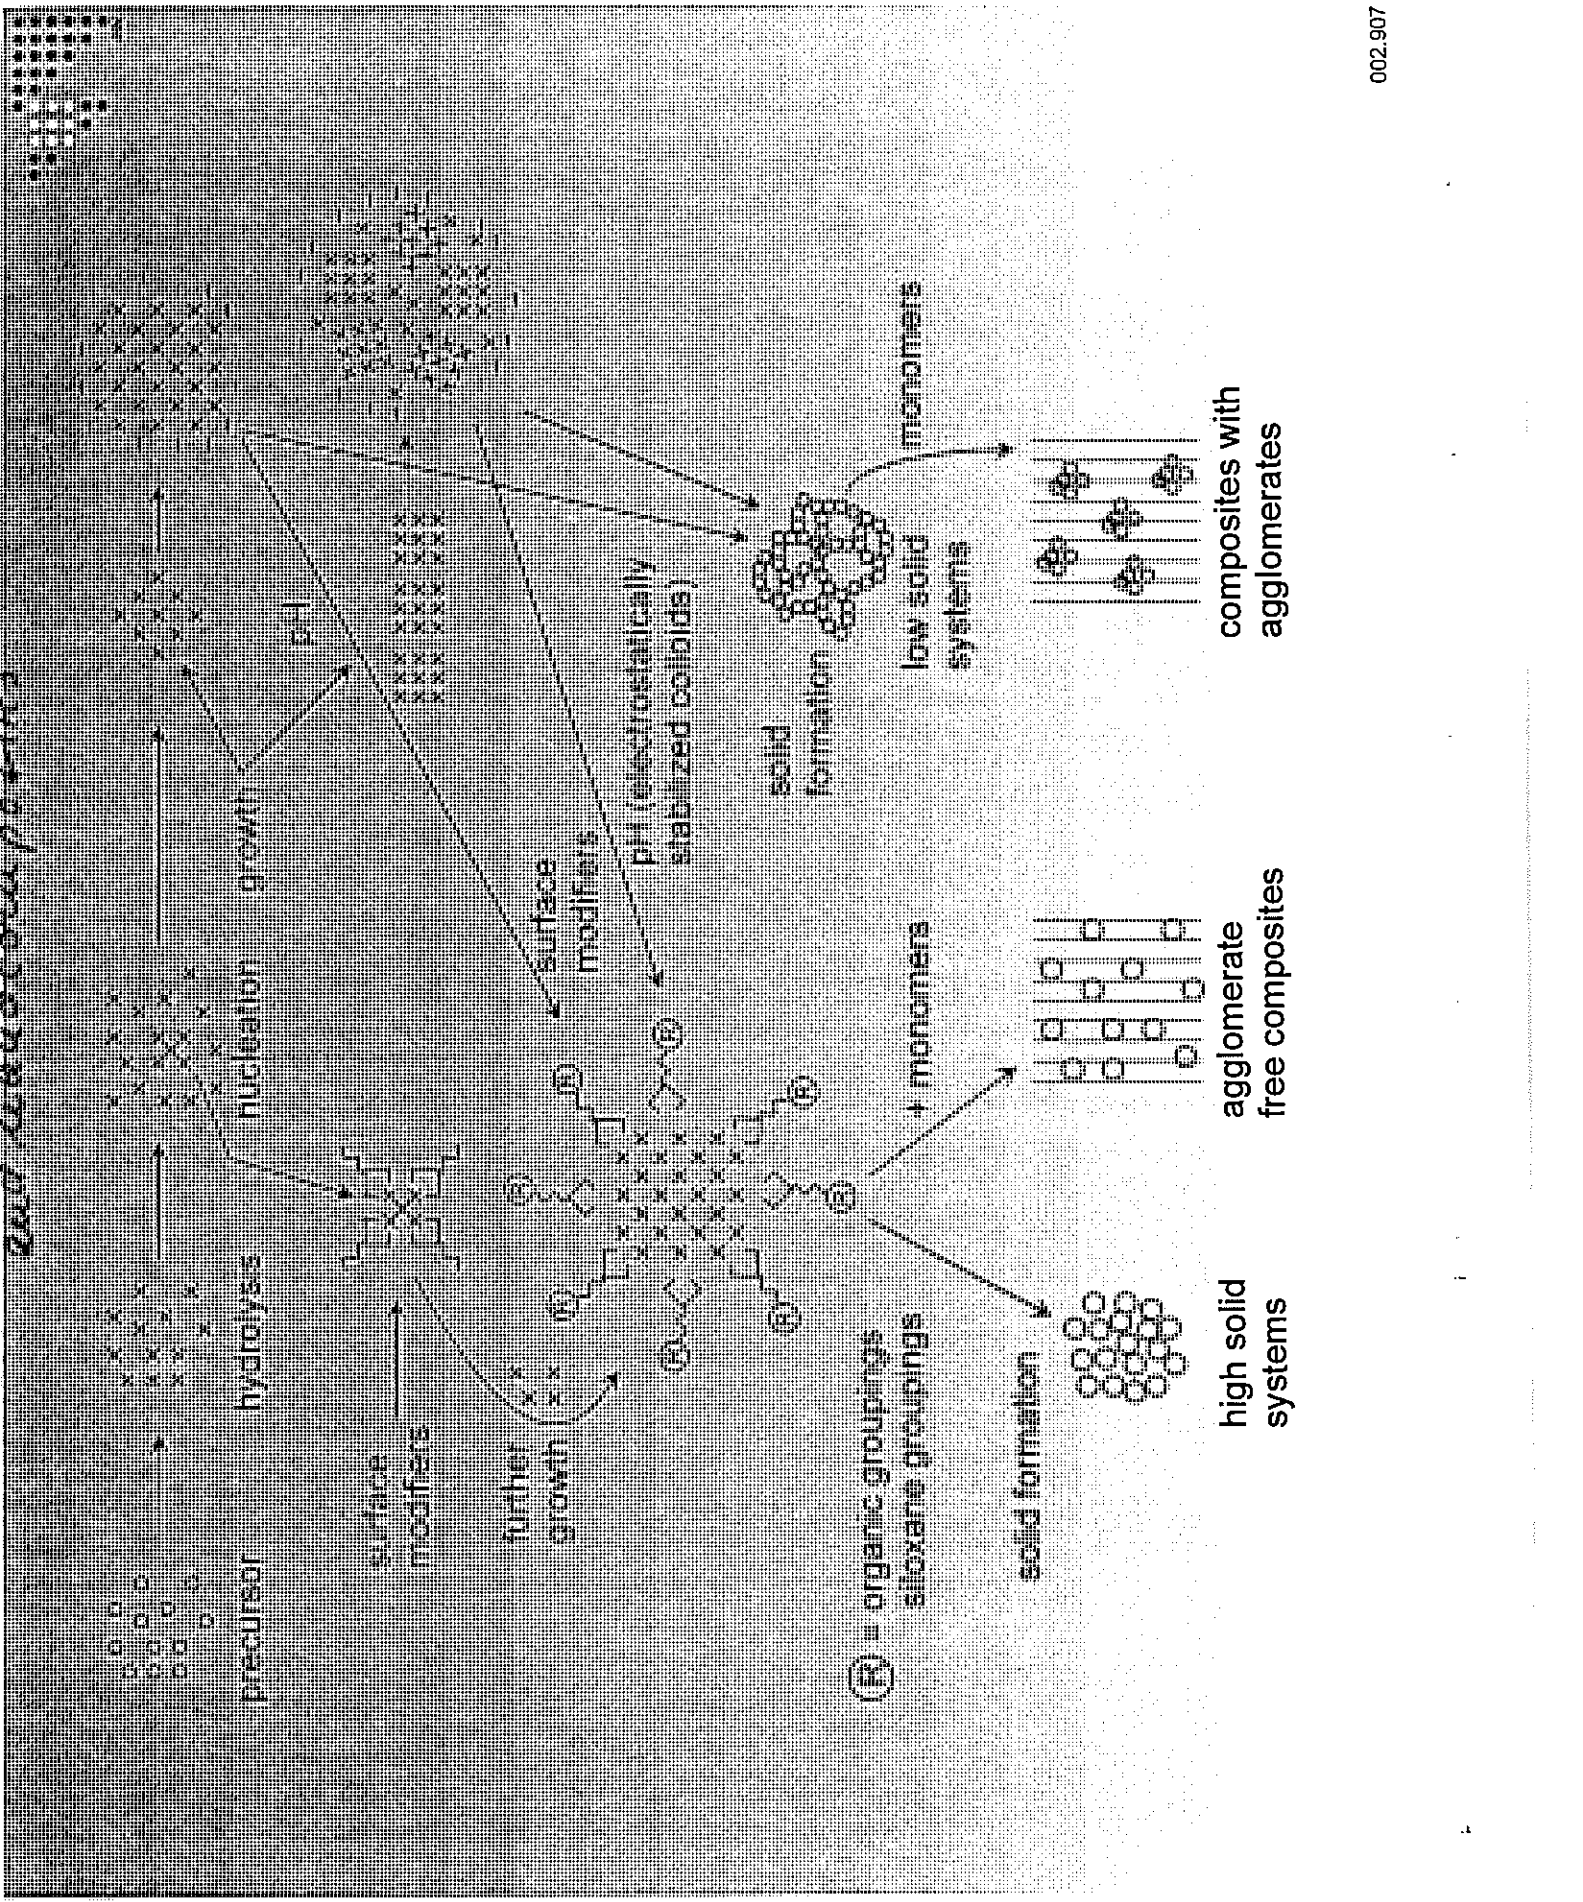 precursor
hydrolysis
nucleation
growth
pH
surface
modifiers
further
growth
surface
modifiers
pH (electrostatically
stabilized colloids)
solid
formation
R = organic groupings
siloxane groupings
+ monomers
low solid
systems
monomers
solid formation
high solid
systems
agglomerate
free composites
composites with
agglomerates
002.907